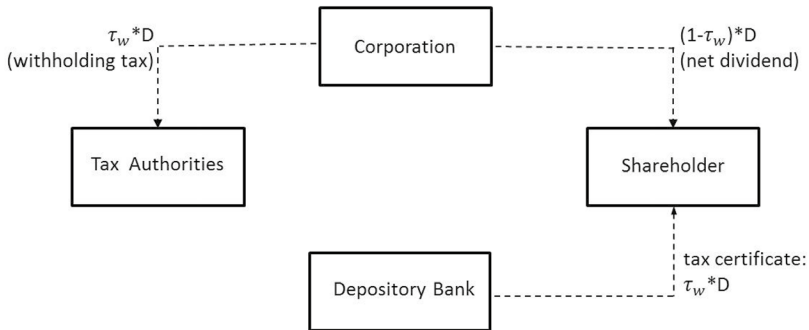 𝜏𝑤*D
(withholding tax)
Corporation
(1-𝜏𝑤)*D
(net dividend)
Tax Authorities
Shareholder
Depository Bank
tax certificate:
𝜏𝑤*D